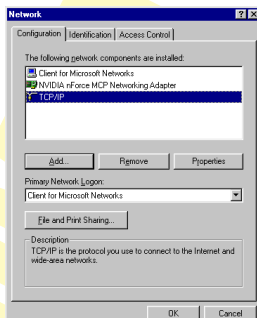 Network
Configuration Identification Access Control
The following network components are installed:
Client for Microsoft Networks
NVIDIA nForce MCP Networking Adapter
TCP/IP
Add... Remove Properties
Primary Network Logon:
Client for Microsoft Networks
File and Print Sharing...
Description
TCP/IP is the protocol you use to connect to the Internet and
wide-area networks.
OK Cancel